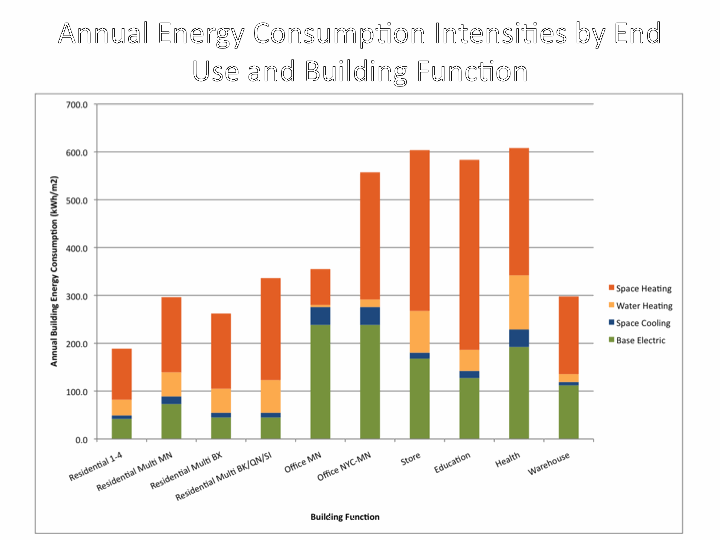 Annual Energy Consumption Intensities by End
Use and Building Function
700.0
600.0
500.0
400.0
300.0
200.0
100.0
0.0
Annual Building Energy Consumption (kWh/m2)
Space Heating
Water Heating
Space Cooling
Base Electric
Residential 1-4
Residential Multi MN
Residential Multi BX
Residential Multi BK/QN/SI
Office MN
Office NYC-MN
Store
Education
Health
Warehouse
Building Function